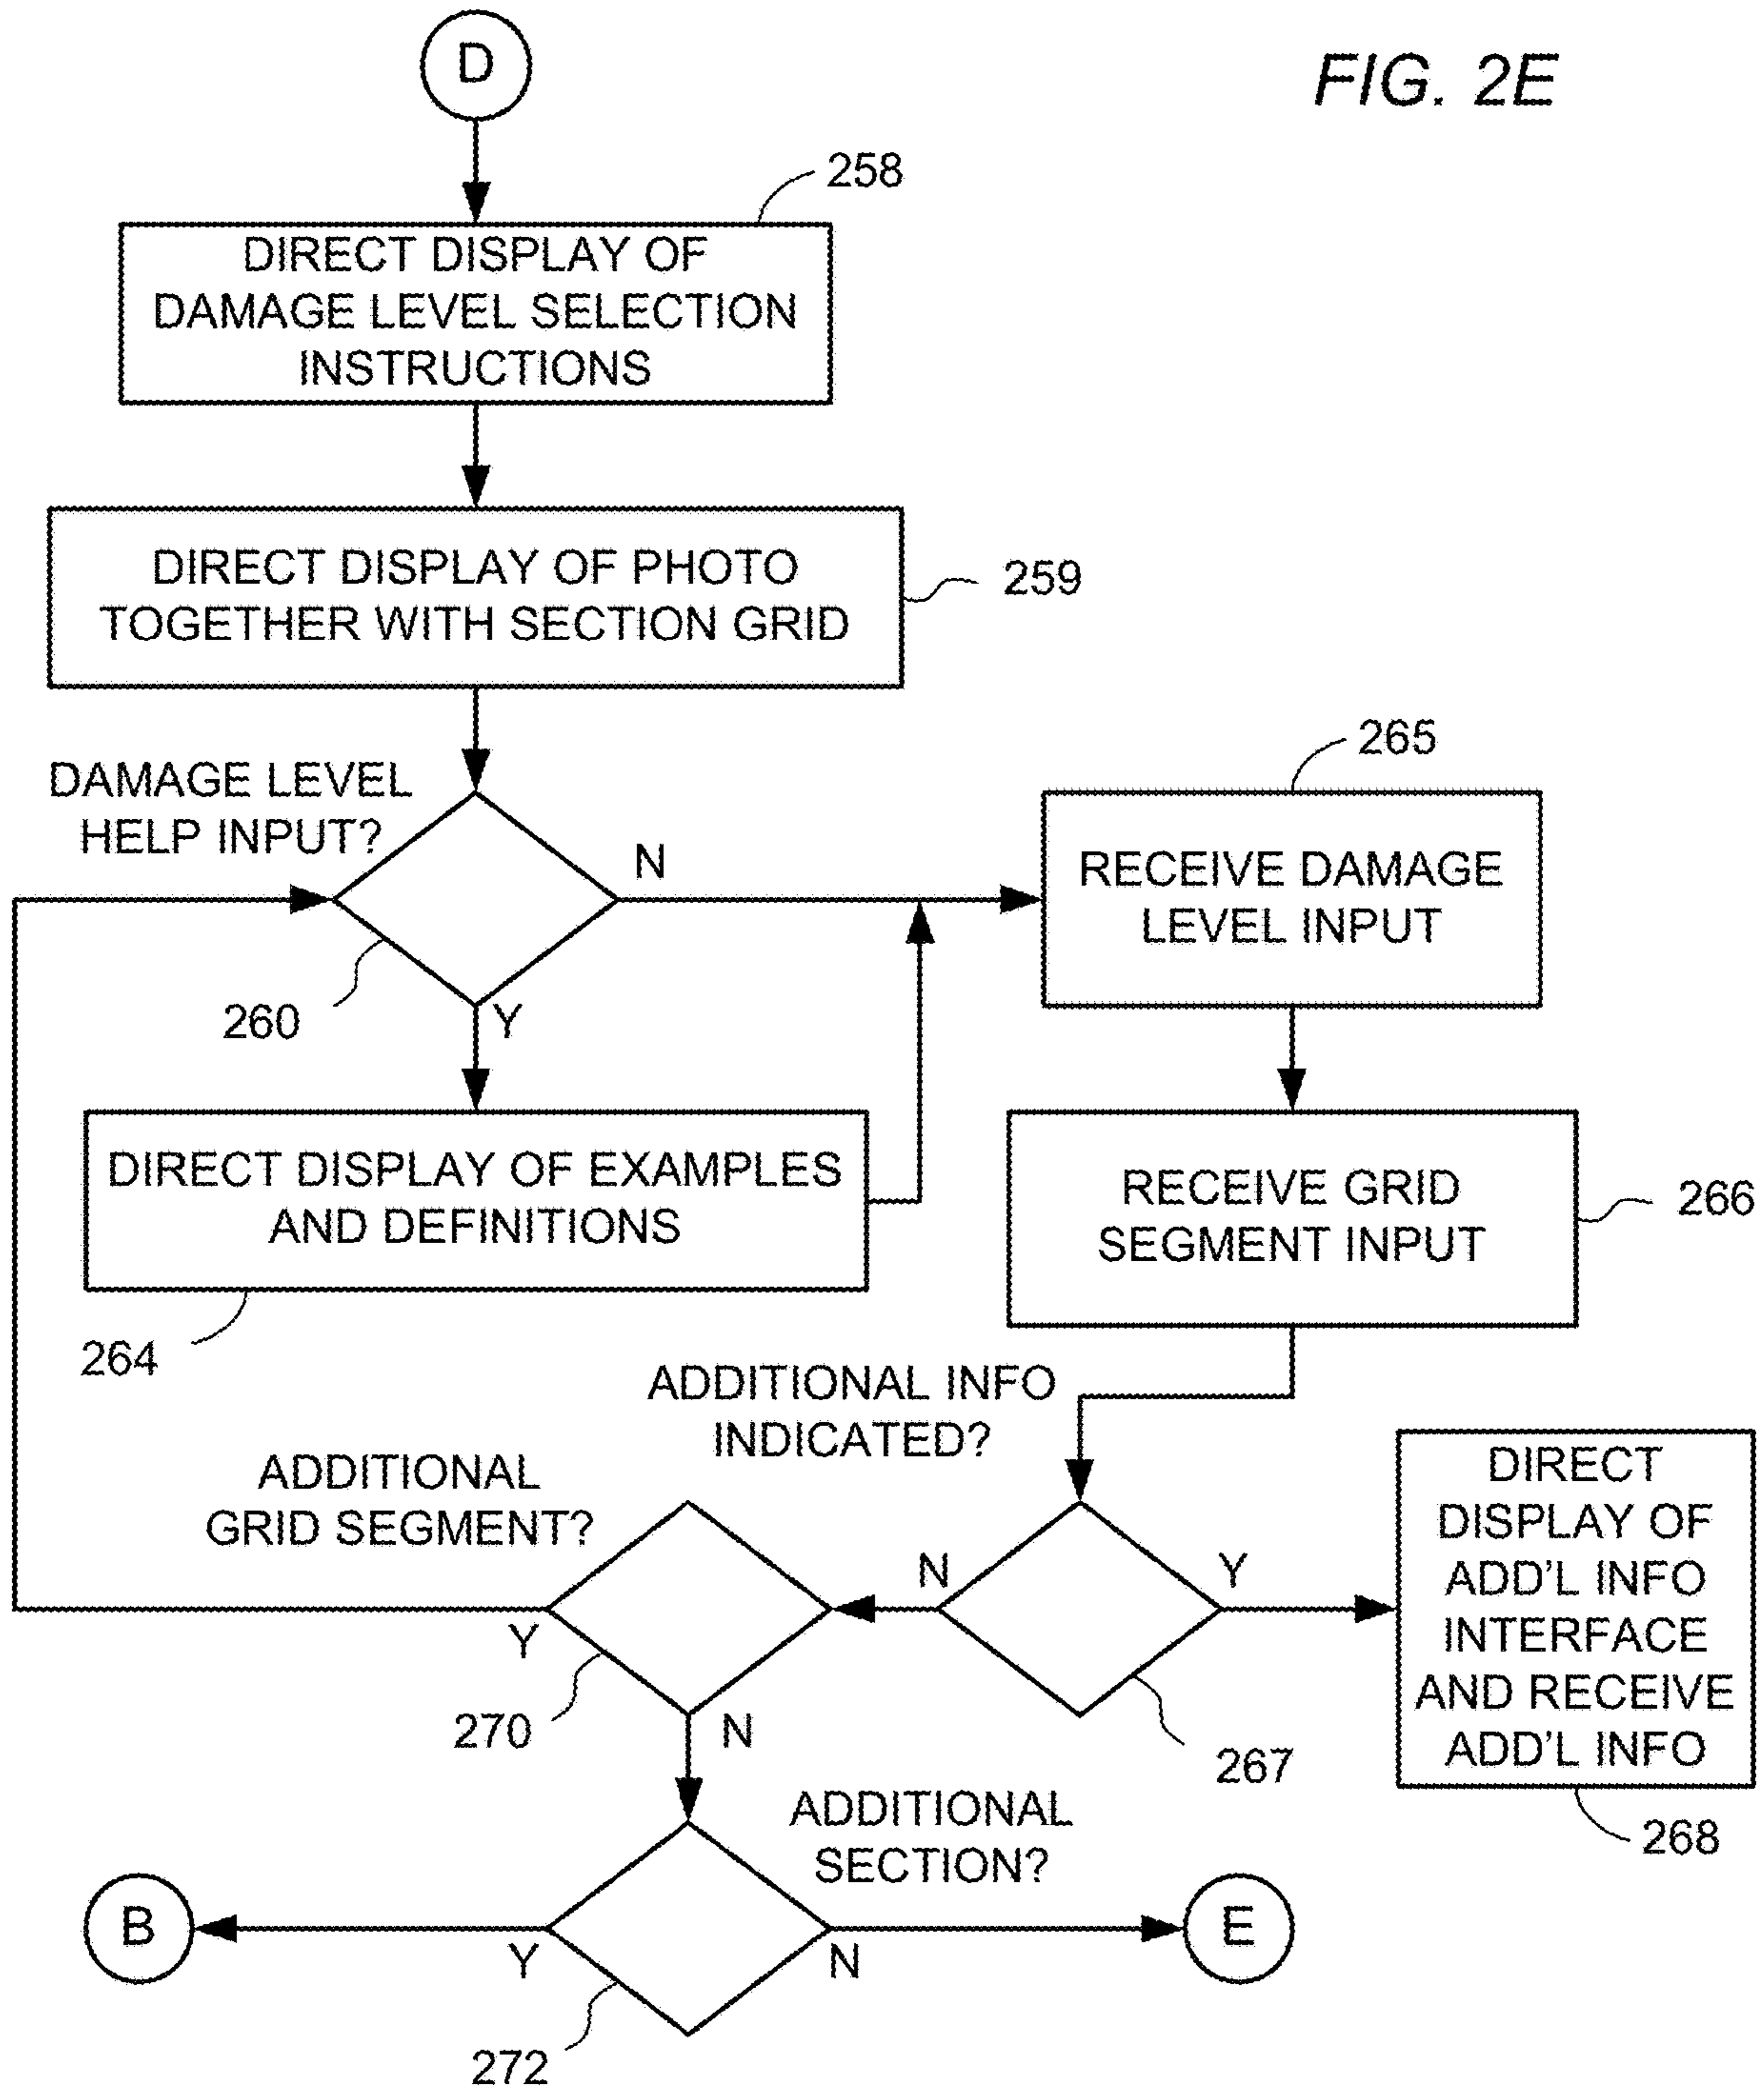 D
FIG. 2E
258
DIRECT DISPLAY OF
DAMAGE LEVEL SELECTION
INSTRUCTIONS
DIRECT DISPLAY OF PHOTO
TOGETHER WITH SECTION GRID
259
DAMAGE LEVEL
HELP INPUT?
N
260
Y
265
RECEIVE DAMAGE
LEVEL INPUT
DIRECT DISPLAY OF EXAMPLES
AND DEFINITIONS
264
RECEIVE GRID
SEGMENT INPUT
266
ADDITIONAL INFO
INDICATED?
ADDITIONAL
GRID SEGMENT?
N
Y
Y
270
N
267
DIRECT
DISPLAY OF
ADD'L INFO
INTERFACE
AND RECEIVE
ADD'L INFO
268
ADDITIONAL
SECTION?
B
Y
N
E
272